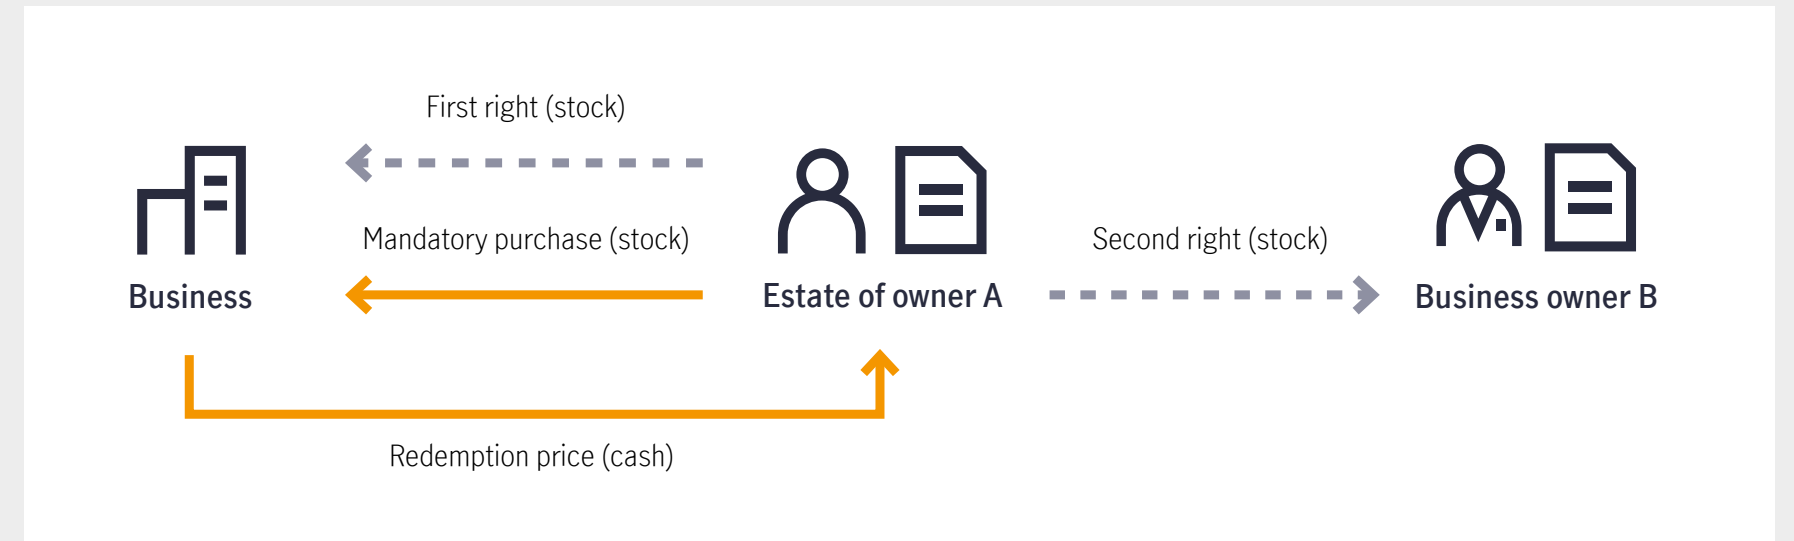 First right (stock)
Mandatory purchase (stock)
Second right (stock)
Business
Estate of owner A
Business owner B
Redemption price (cash)